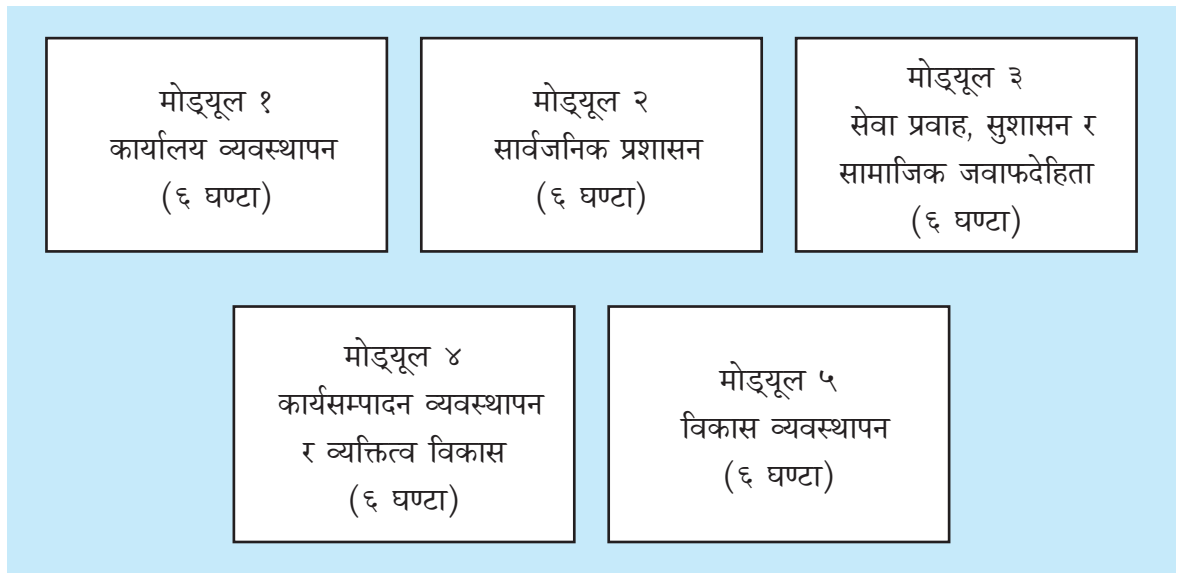 मोड्यूल १
कार्यालय व्यवस्थापन
(६ घण्टा)
मोड्यूल २
सार्वजनिक प्रशासन
(६ घण्टा)
मोड्यूल ३
सेवा प्रवाह, सुशासन र
सामाजिक जवाफदेहिता
(६ घण्टा)
मोड्यूल ४
कार्यसम्पादन व्यवस्थापन
र व्यक्तित्व विकास
(६ घण्टा)
मोड्यूल ५
विकास व्यवस्थापन
(६ घण्टा)